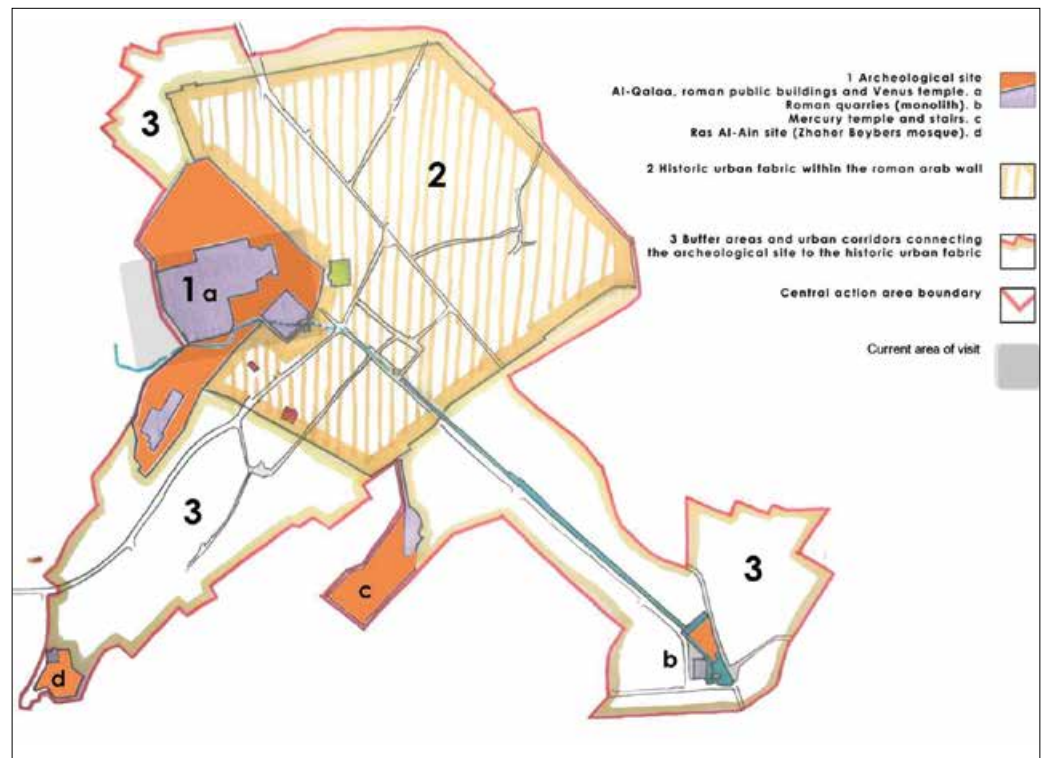 1 Archeological site
Al-Qalaa, roman public buildings and Venus temple. a
Roman quarries (monolith). b
Mercury temple and stairs. c
Ras Al-Ain site (Zhaher Beybers mosque). d
2 Historic urban fabric within the roman arab wall
3 Buffer areas and urban corridors connecting
the archeological site to the historic urban fabric
Central action area boundary
Current area of visit
3
2
1 a
3
3
c
b
d